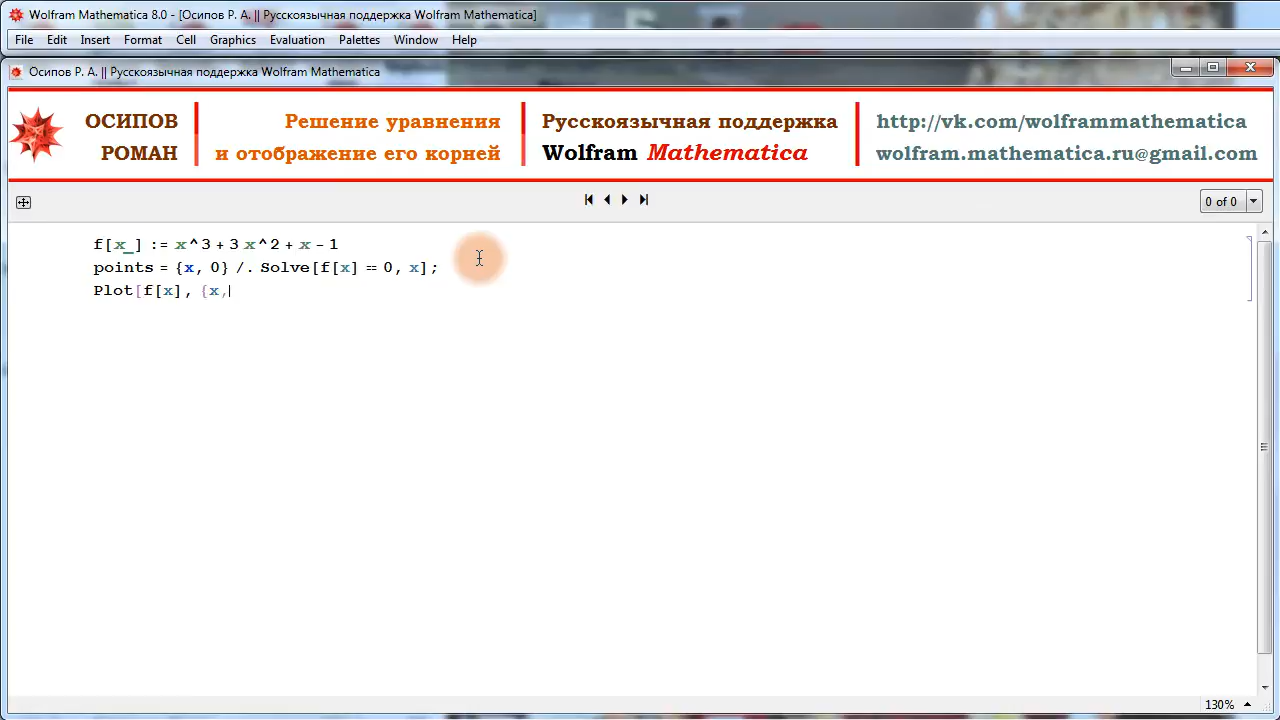 Wolfram Mathematica 8.0 - [Осипов Р. А. || Русскоязычная поддержка Wolfram Mathematica]
File Edit Insert Format Cell Graphics Evaluation Palettes Window Help
Осипов Р. А. || Русскоязычная поддержка Wolfram Mathematica
ОСИПОВ РОМАН
Решение уравнения
и отображение его корней
Русскоязычная поддержка
Wolfram Mathematica
http://vk.com/wolframmathematica
wolfram.mathematica.ru@gmail.com
0 of 0
f[x_] := x^3 + 3 x^2 + x - 1
points = {x, 0} /. Solve[f[x] == 0, x];
Plot[f[x], {x,
130%